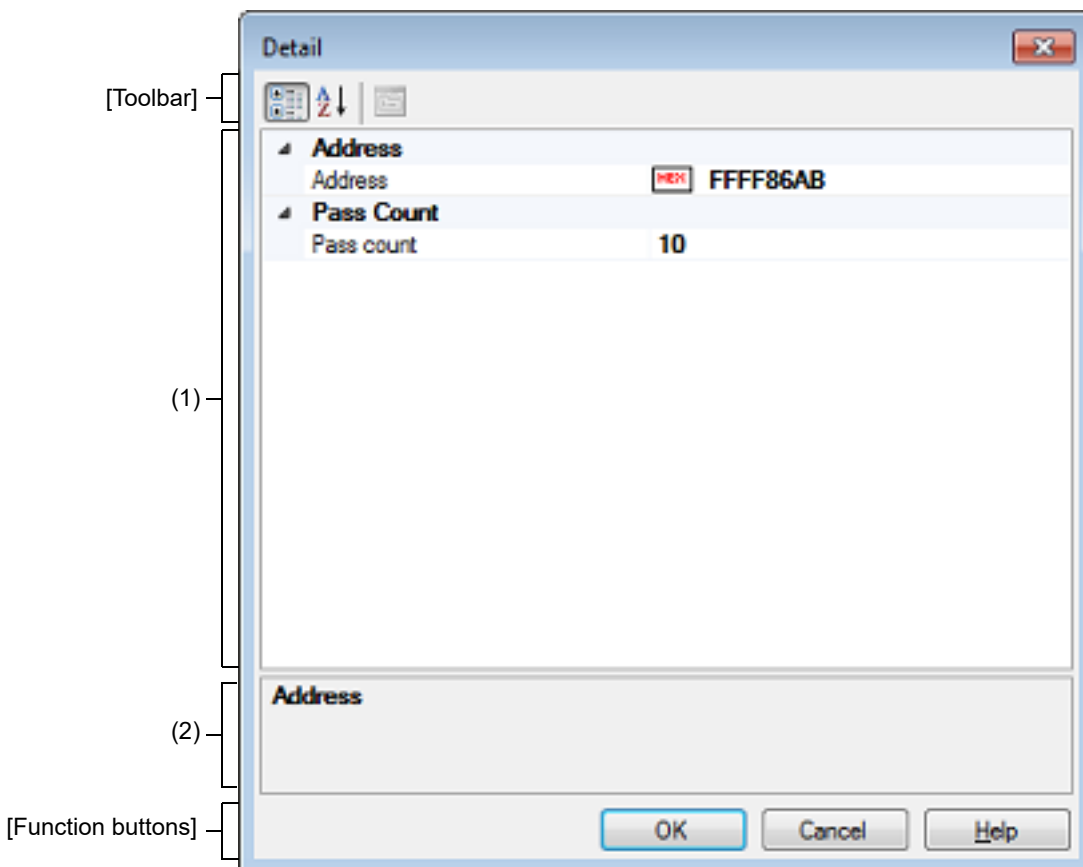 Detail
[Toolbar]
A
Z
Address
Address HEX FFFF86AB
Pass Count
Pass count 10
(1)
Address
(2)
[Function buttons]
OK Cancel Help